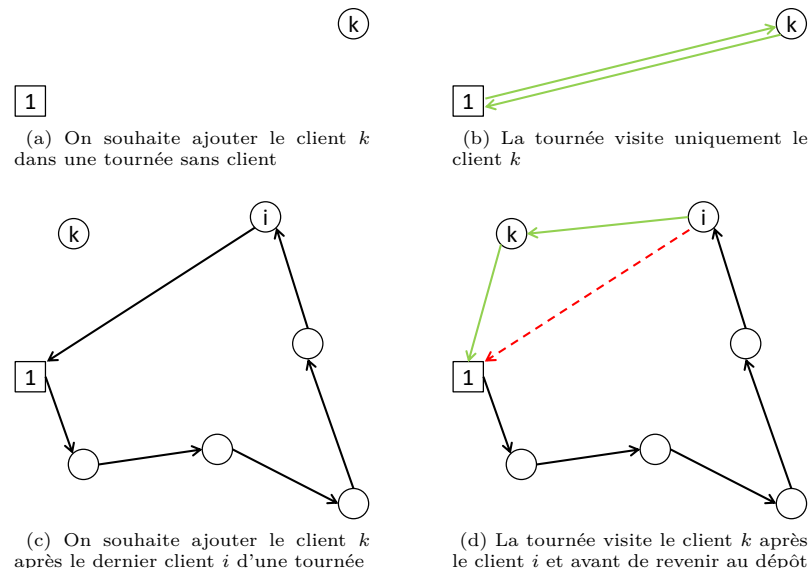 k
1
(a) On souhaite ajouter le client k
dans une tournée sans client
k
1
(b) La tournée visite uniquement le
client k
k
i
1
(c) On souhaite ajouter le client k
après le dernier client i d'une tournée
k
i
1
(d) La tournée visite le client k après
le client i et avant de revenir au dépôt